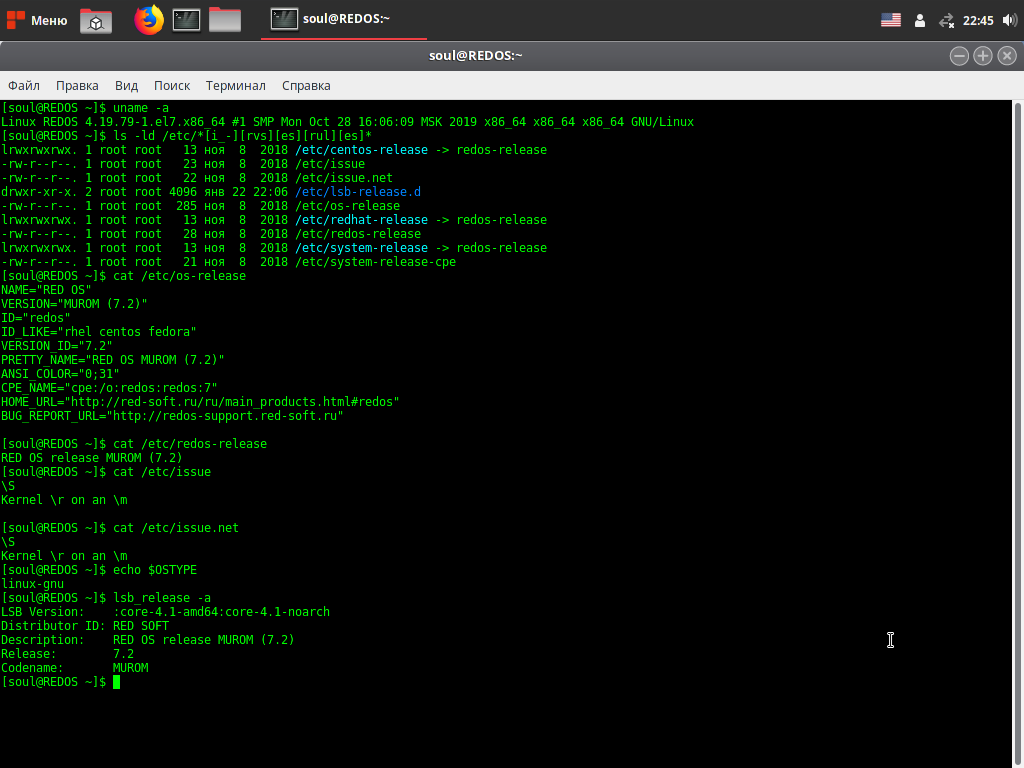 Меню soul@REDOS:~ 22:45
soul@REDOS:~
Файл Правка Вид Поиск Терминал Справка
[soul@REDOS ~]$ uname -a
Linux REDOS 4.19.79-1.el7.x86_64 #1 SMP Mon Oct 28 16:06:09 MSK 2019 x86_64 x86_64 x86_64 GNU/Linux
[soul@REDOS ~]$ ls -ld /etc/*[i_-][rvs][es][rul][es]*
lrwxrwxrwx. 1 root root   13 ноя  8  2018 /etc/centos-release -> redos-release
-rw-r--r--. 1 root root   23 ноя  8  2018 /etc/issue
-rw-r--r--. 1 root root   22 ноя  8  2018 /etc/issue.net
drwxr-xr-x. 2 root root 4096 янв 22 22:06 /etc/lsb-release.d
-rw-r--r--. 1 root root  285 ноя  8  2018 /etc/os-release
lrwxrwxrwx. 1 root root   13 ноя  8  2018 /etc/redhat-release -> redos-release
-rw-r--r--. 1 root root   28 ноя  8  2018 /etc/redos-release
lrwxrwxrwx. 1 root root   13 ноя  8  2018 /etc/system-release -> redos-release
-rw-r--r--. 1 root root   21 ноя  8  2018 /etc/system-release-cpe
[soul@REDOS ~]$ cat /etc/os-release
NAME="RED OS"
VERSION="MUROM (7.2)"
ID="redos"
ID_LIKE="rhel centos fedora"
VERSION_ID="7.2"
PRETTY_NAME="RED OS MUROM (7.2)"
ANSI_COLOR="0;31"
CPE_NAME="cpe:/o:redos:redos:7"
HOME_URL="http://red-soft.ru/ru/main_products.html#redos"
BUG_REPORT_URL="http://redos-support.red-soft.ru"

[soul@REDOS ~]$ cat /etc/redos-release
RED OS release MUROM (7.2)
[soul@REDOS ~]$ cat /etc/issue
\S
Kernel \r on an \m

[soul@REDOS ~]$ cat /etc/issue.net
\S
Kernel \r on an \m
[soul@REDOS ~]$ echo $OSTYPE
linux-gnu
[soul@REDOS ~]$ lsb_release -a
LSB Version:    :core-4.1-amd64:core-4.1-noarch
Distributor ID: RED SOFT
Description:    RED OS release MUROM (7.2)
Release:        7.2
Codename:       MUROM
[soul@REDOS ~]$